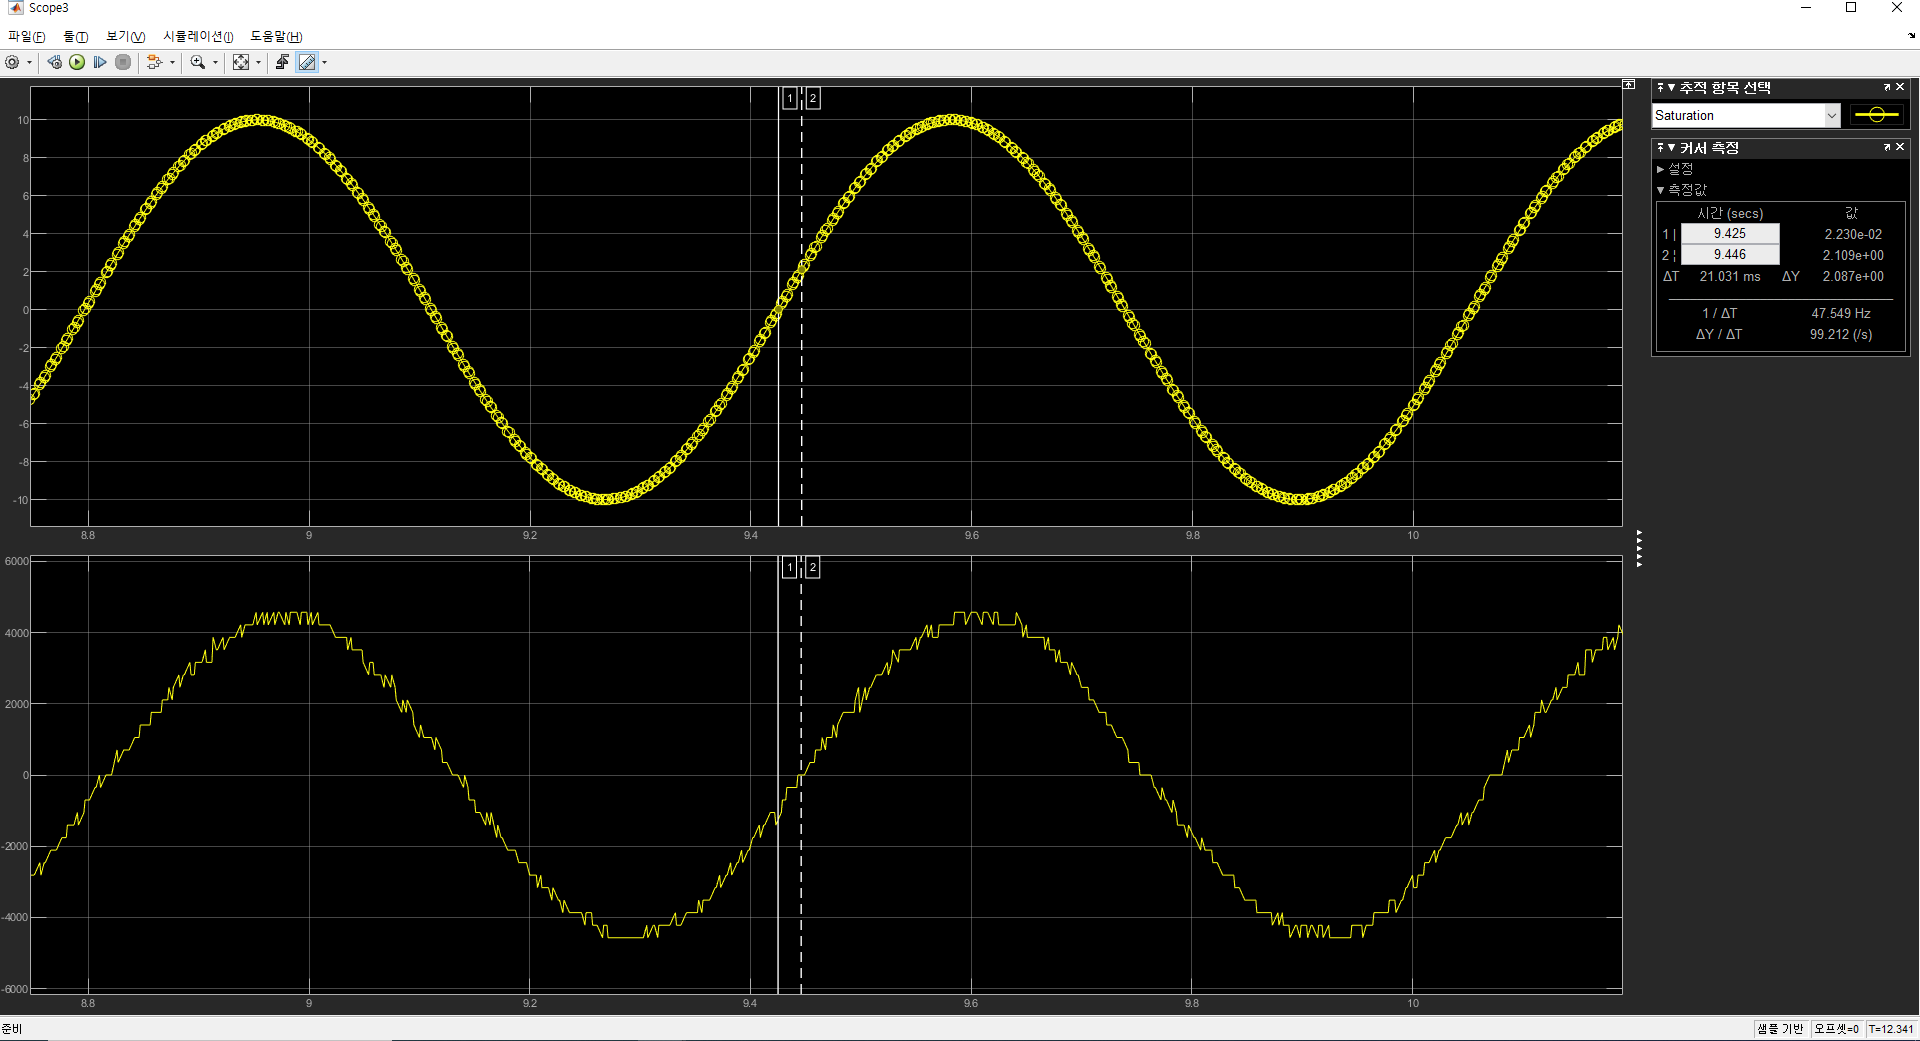 Scope3
파일(F) 툴(T) 보기(V) 시뮬레이션(I) 도움말(H)
1 2
10
8
6
4
2
0
-2
-4
-6
-8
-10
8.8 9 9.2 9.4 9.6 9.8 10
1 2
6000
4000
2000
0
-2000
-4000
-6000
8.8 9 9.2 9.4 9.6 9.8 10
추적 항목 선택
Saturation
커서 측정
설정
측정값
시간 (secs) 값
1 | 9.425 2.230e-02
2 ¦ 9.446 2.109e+00
ΔT 21.031 ms ΔY 2.087e+00
1 / ΔT 47.549 Hz
ΔY / ΔT 99.212 (/s)
준비
샘플 기반 오프셋=0 T=12.341